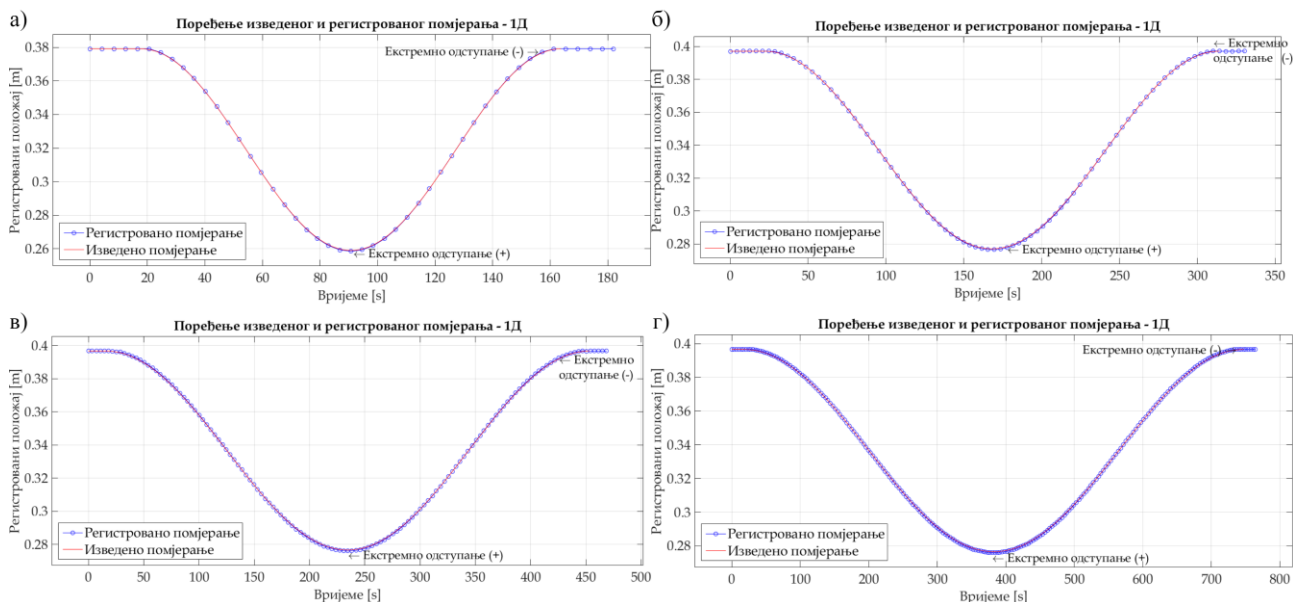 а)
Поређење изведеног и регистрованог помјерања - 1Д
Регистровани положај [m]
0.38
0.36
0.34
0.32
0.3
0.28
0.26
Екстремно одступање (-)
Екстремно одступање (+)
Регистровано помјерање
Изведено помјерање
0 20 40 60 80 100 120 140 160 180
Вријеме [s]
б)
Поређење изведеног и регистрованог помјерања - 1Д
Регистровани положај [m]
0.4
0.38
0.36
0.34
0.32
0.3
0.28
Екстремно
одступање (-)
Екстремно одступање (+)
Регистровано помјерање
Изведено помјерање
0 50 100 150 200 250 300 350
Вријеме [s]
в)
Поређење изведеног и регистрованог помјерања - 1Д
Регистровани положај [m]
0.4
0.38
0.36
0.34
0.32
0.3
0.28
Екстремно
одступање (-)
Екстремно одступање (+)
Регистровано помјерање
Изведено помјерање
0 50 100 150 200 250 300 350 400 450 500
Вријеме [s]
г)
Поређење изведеног и регистрованог помјерања - 1Д
Регистровани положај [m]
0.4
0.38
0.36
0.34
0.32
0.3
0.28
0.26
Екстремно одступање (-)
Екстремно одступање (+)
Регистровано помјерање
Изведено помјерање
0 100 200 300 400 500 600 700 800
Вријеме [s]